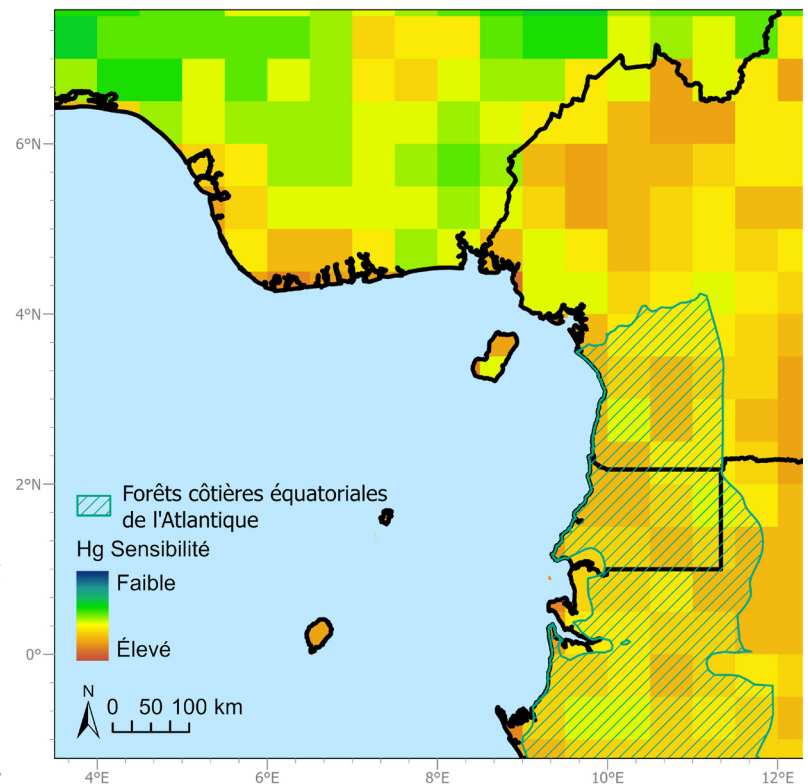 6°N
4°N
2°N
0°
Forêts côtières équatoriales
de l'Atlantique
Hg Sensibilité
Faible
Élevé
N
0 50 100 km
4°E 6°E 8°E 10°E 12°E